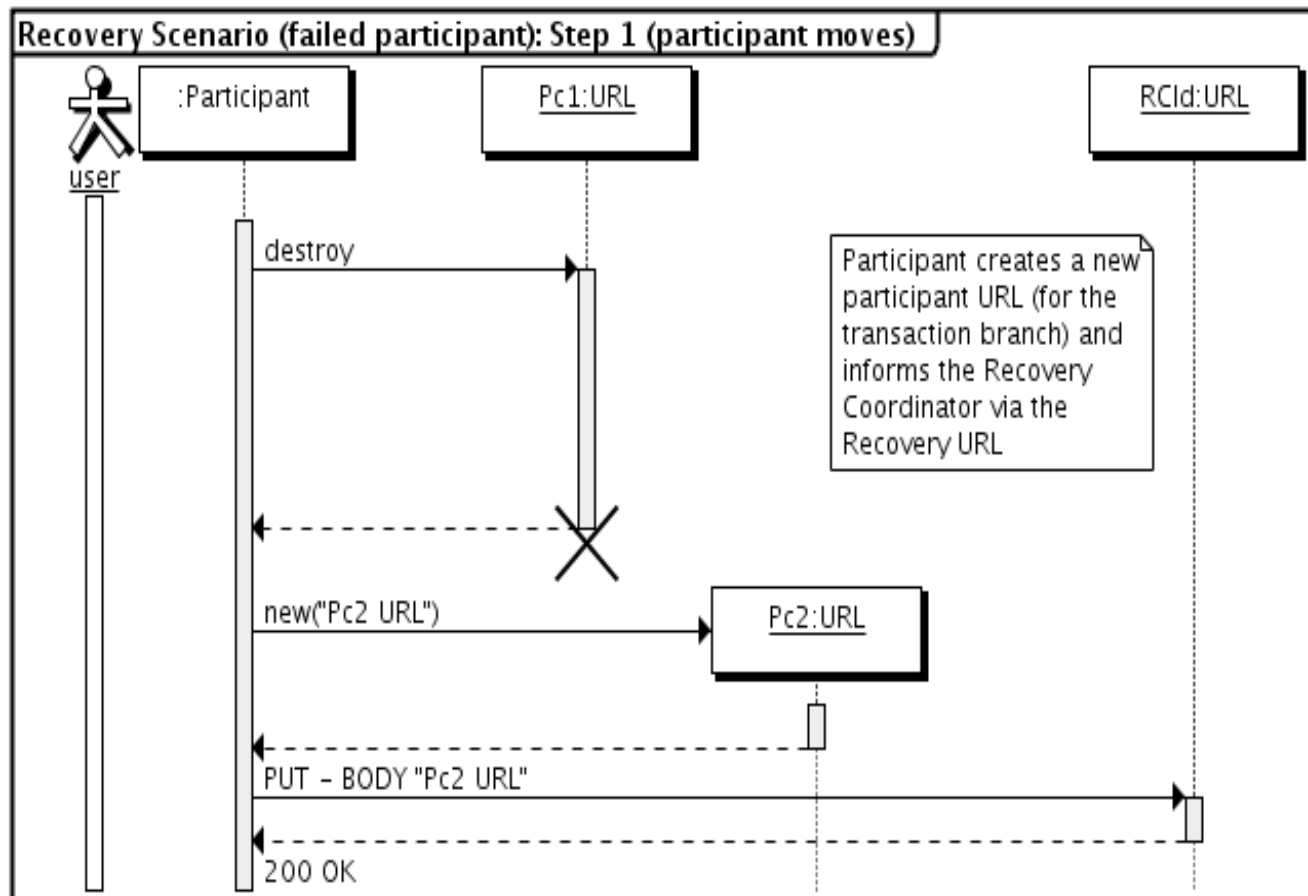 Recovery Scenario (failed participant): Step 1 (participant moves)
user
:Participant
Pc1:URL
RCId:URL
destroy
Participant creates a new
participant URL (for the
transaction branch) and
informs the Recovery
Coordinator via the
Recovery URL
new("Pc2 URL")
Pc2:URL
PUT – BODY "Pc2 URL"
200 OK